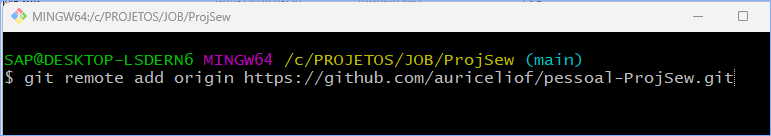 MINGW64:/c/PROJETOS/JOB/ProjSew
SAP@DESKTOP-LSDERN6 MINGW64 /c/PROJETOS/JOB/ProjSew (main)
$ git remote add origin https://github.com/auriceliof/pessoal-ProjSew.git